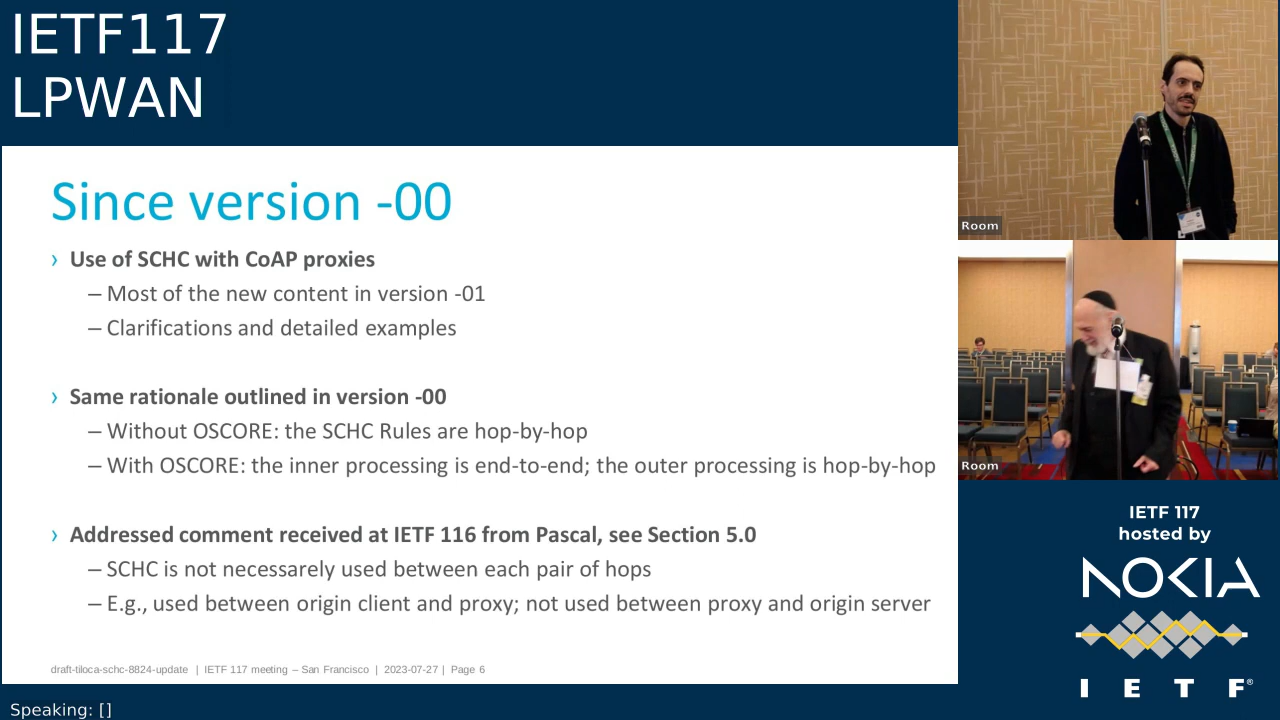 IETF117
LPWAN
Since version -00
› Use of SCHC with CoAP proxies
– Most of the new content in version -01
– Clarifications and detailed examples
› Same rationale outlined in version -00
– Without OSCORE: the SCHC Rules are hop-by-hop
– With OSCORE: the inner processing is end-to-end; the outer processing is hop-by-hop
› Addressed comment received at IETF 116 from Pascal, see Section 5.0
– SCHC is not necessarely used between each pair of hops
– E.g., used between origin client and proxy; not used between proxy and origin server
draft-tiloca-schc-8824-update | IETF 117 meeting – San Francisco | 2023-07-27 | Page 6
Speaking: []
Room
Room
IETF 117
hosted by
NOKIA
I E T F®